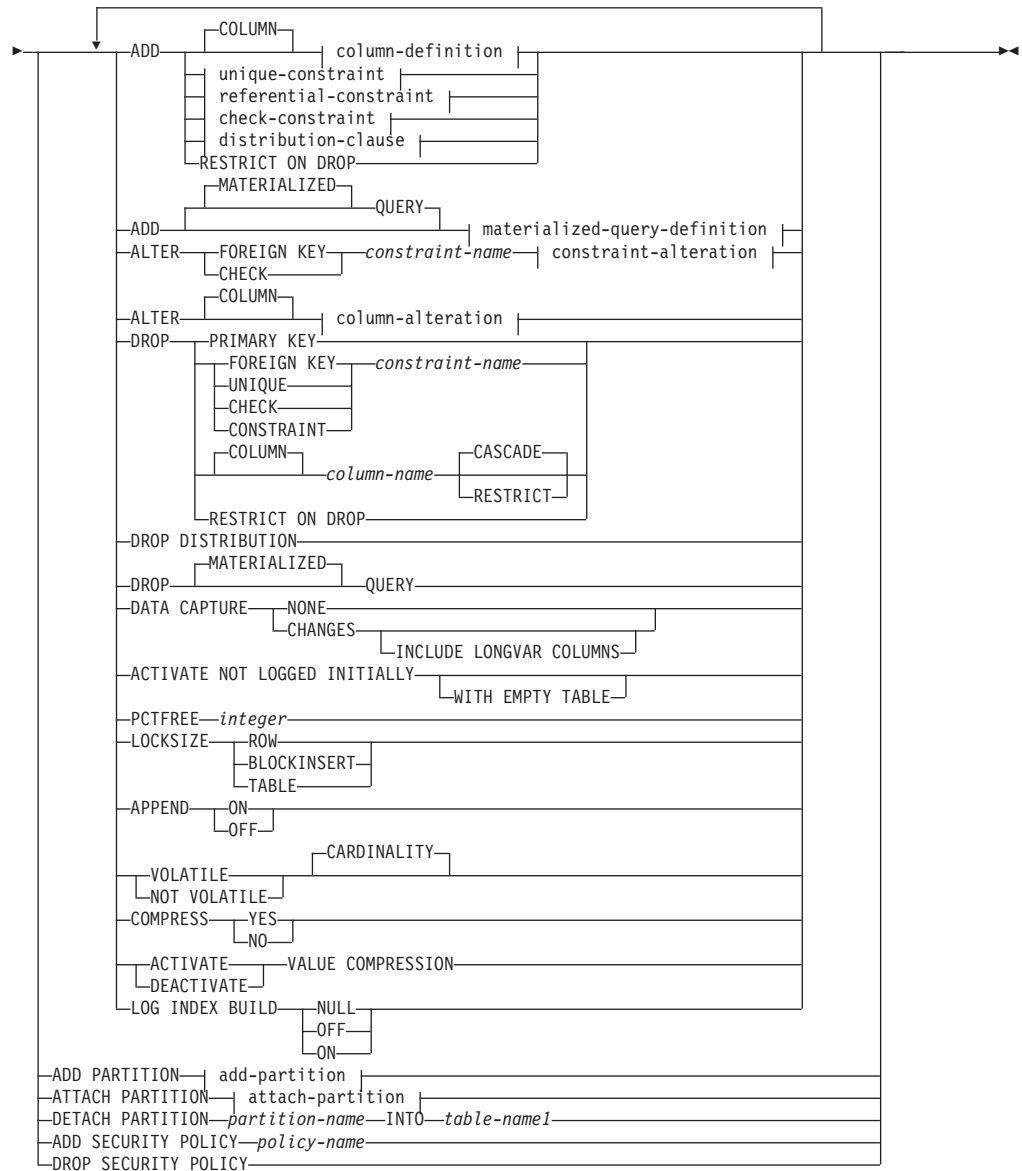 COLUMN
ADD column-definition
unique-constraint
referential-constraint
check-constraint
distribution-clause
RESTRICT ON DROP
MATERIALIZED
QUERY
ADD materialized-query-definition
ALTER FOREIGN KEY constraint-name constraint-alteration
CHECK
COLUMN
ALTER column-alteration
DROP PRIMARY KEY
FOREIGN KEY constraint-name
UNIQUE
CHECK
CONSTRAINT
COLUMN CASCADE
column-name
RESTRICT
RESTRICT ON DROP
DROP DISTRIBUTION
MATERIALIZED
DROP QUERY
DATA CAPTURE NONE
CHANGES
INCLUDE LONGVAR COLUMNS
ACTIVATE NOT LOGGED INITIALLY
WITH EMPTY TABLE
PCTFREE integer
LOCKSIZE ROW
BLOCKINSERT
TABLE
APPEND ON
OFF
CARDINALITY
VOLATILE
NOT VOLATILE
COMPRESS YES
NO
ACTIVATE VALUE COMPRESSION
DEACTIVATE
LOG INDEX BUILD NULL
OFF
ON
ADD PARTITION add-partition
ATTACH PARTITION attach-partition
DETACH PARTITION partition-name INTO table-name1
ADD SECURITY POLICY policy-name
DROP SECURITY POLICY